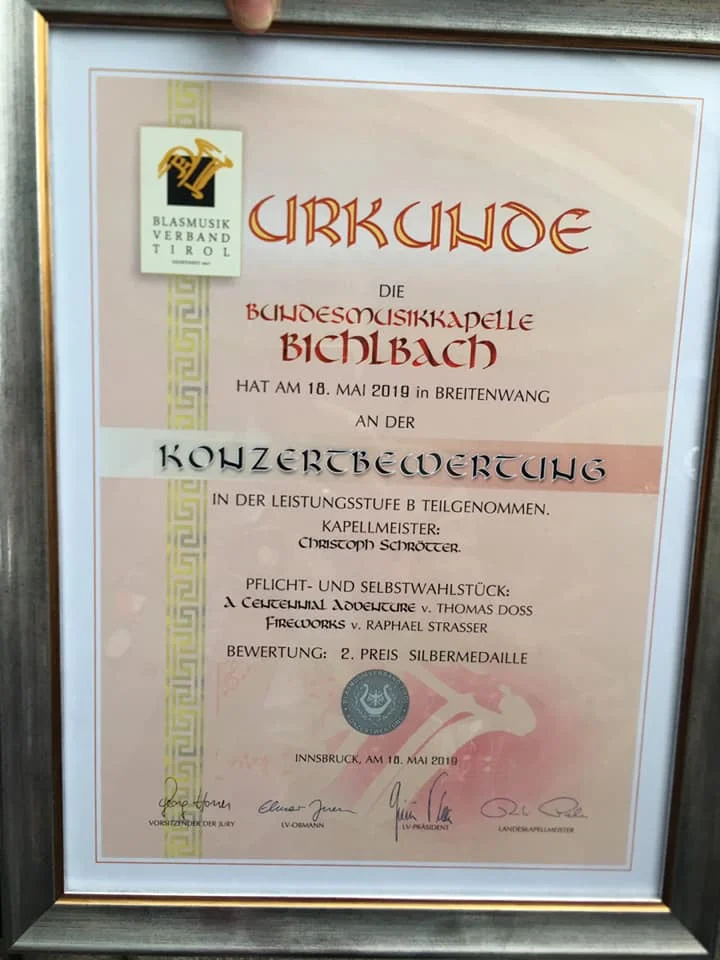 BLASMUSIK
VERBAND
TIROL
URKUNDE
DIE
BUNDESMUSIKKAPELLE
BICHLBACH
HAT AM 18. MAI 2019 in BREITENWANG
AN DER
KONZERTBEWERTUNG
IN DER LEISTUNGSSTUFE B TEILGENOMMEN.
KAPELLMEISTER:
CHRISTOPH SCHRÖTTER.
PFLICHT- UND SELBSTWAHLSTÜCK:
A CENTENNIAL ADVENTURE v. THOMAS DOSS
FIREWORKS v. RAPHAEL STRASSER
BEWERTUNG: 2. PREIS SILBERMEDAILLE
INNSBRUCK, AM 18. MAI 2019
VORSITZENDER DER JURY
LV-OBMANN
LV-PRÄSIDENT
LANDESKAPELLMEISTER